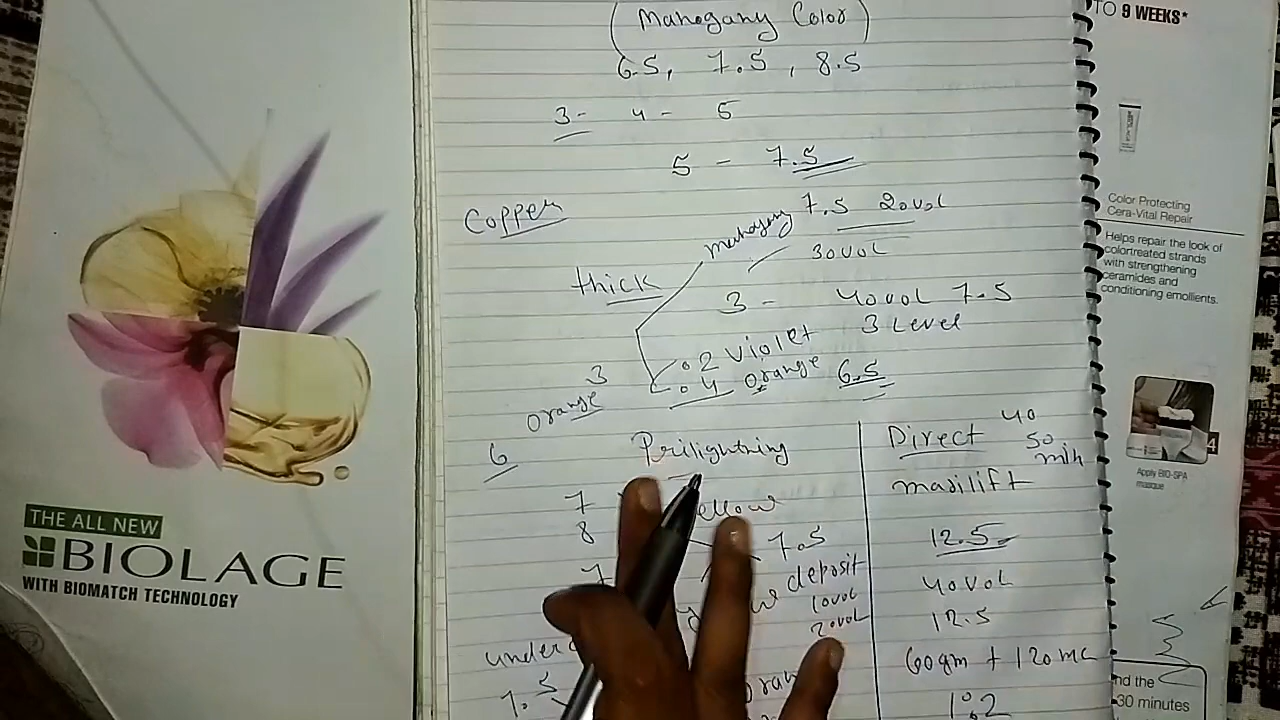 THE ALL NEW
BIOLAGE
WITH BIOMATCH TECHNOLOGY
(Mahogany Color)
6.5, 7.5, 8.5
3 - 4 - 5
5 - 7.5
Copper
mahogany 7.5 20vol
30vol
thick
3 - 40vol 7.5
3 Level
.2 violet
.4 orange 6.5
3
orange
6
Prilightning
7
8
7.5
7
deposit
10vol
20vol
Direct 40
50
min
maxilift
12.5
40vol
12.5
60gm + 120ml
1:2
TO 9 WEEKS*
Color Protecting
Cera-Vital Repair
Helps repair the look of
colortreated strands
with strengthening
ceramides and
conditioning emollients.
Apply BIO-SPA
masque
4
nd the
30 minutes